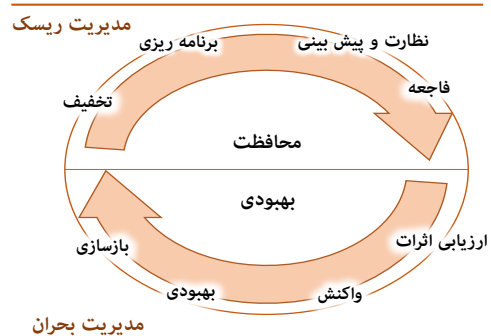 مدیریت ریسک
نظارت و پیش بینی
برنامه ریزی
فاجعه
تخفیف
محافظت
بهبودی
ارزیابی اثرات
بازسازی
واکنش
بهبودی
مدیریت بحران